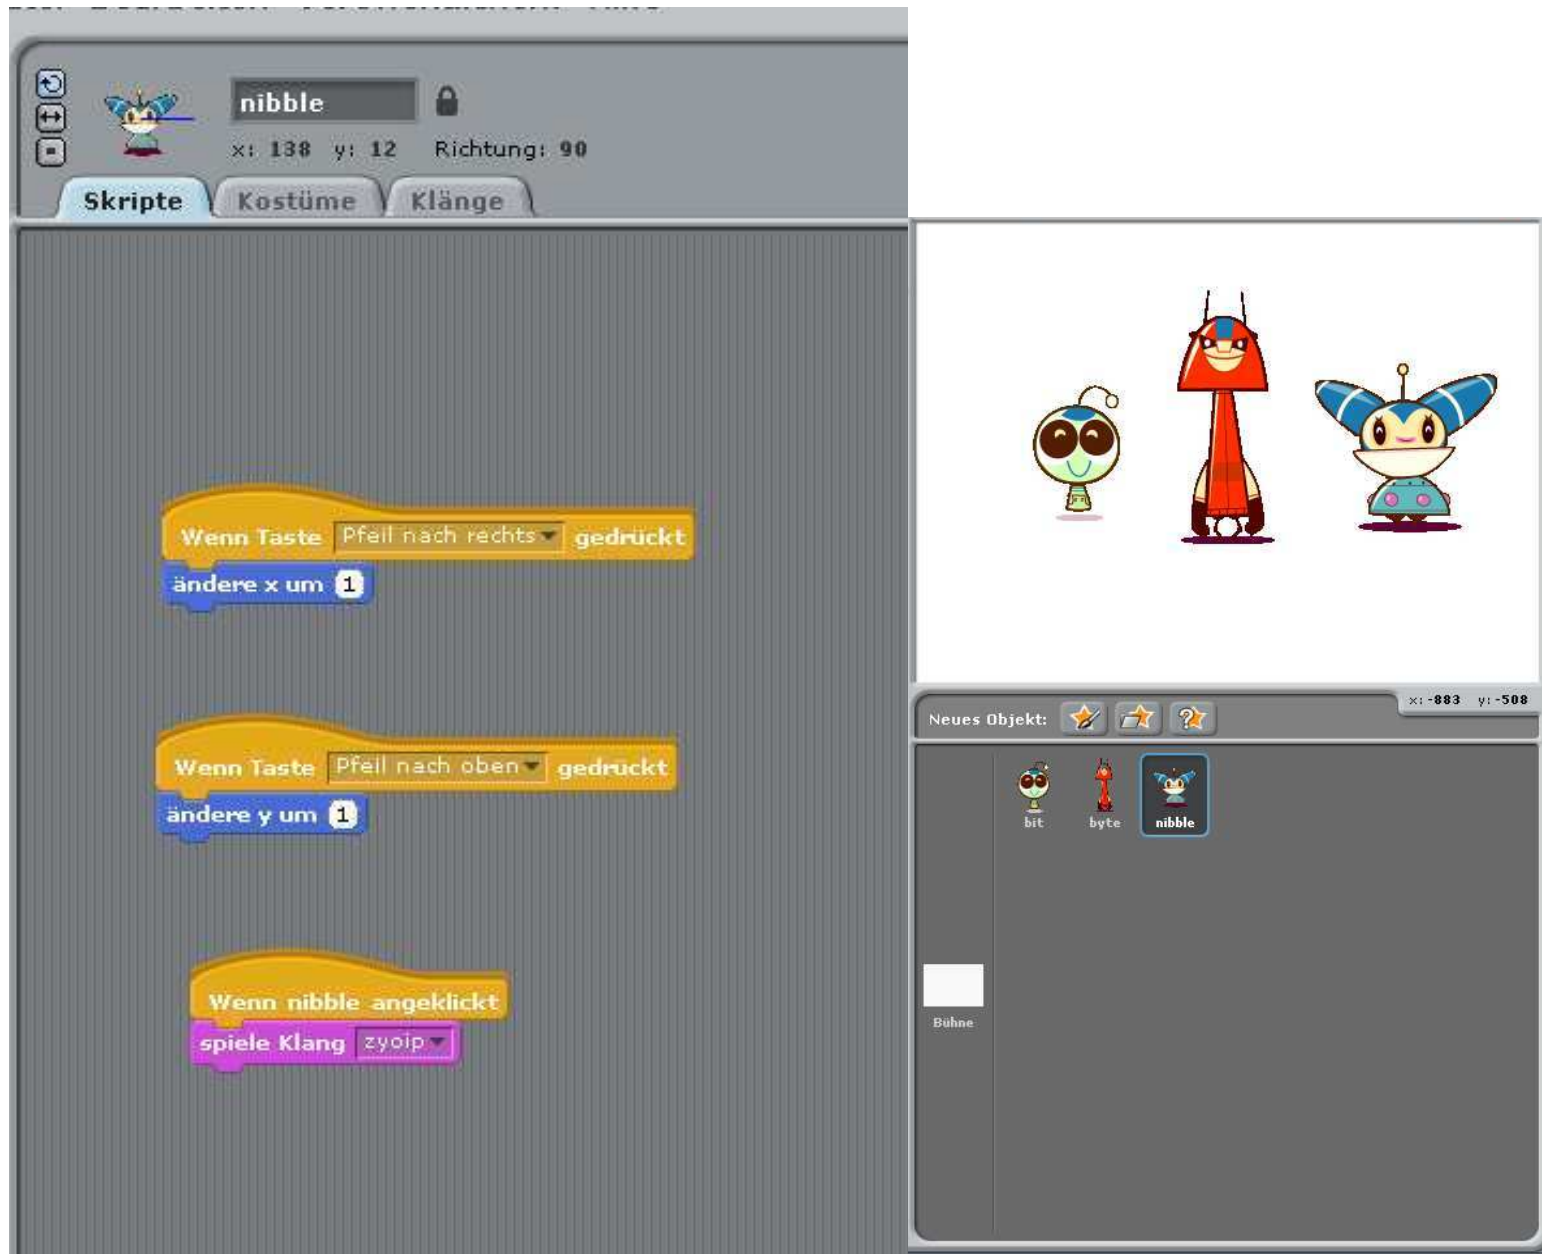 nibble
x: 138 y: 12 Richtung: 90
Skripte Kostüme Klänge
Wenn Taste Pfeil nach rechts gedrückt
ändere x um 1
Wenn Taste Pfeil nach oben gedrückt
ändere y um 1
Wenn nibble angeklickt
spiele Klang zyoip
x: -883 y: -508
Neues Objekt:
bit byte nibble
Bühne